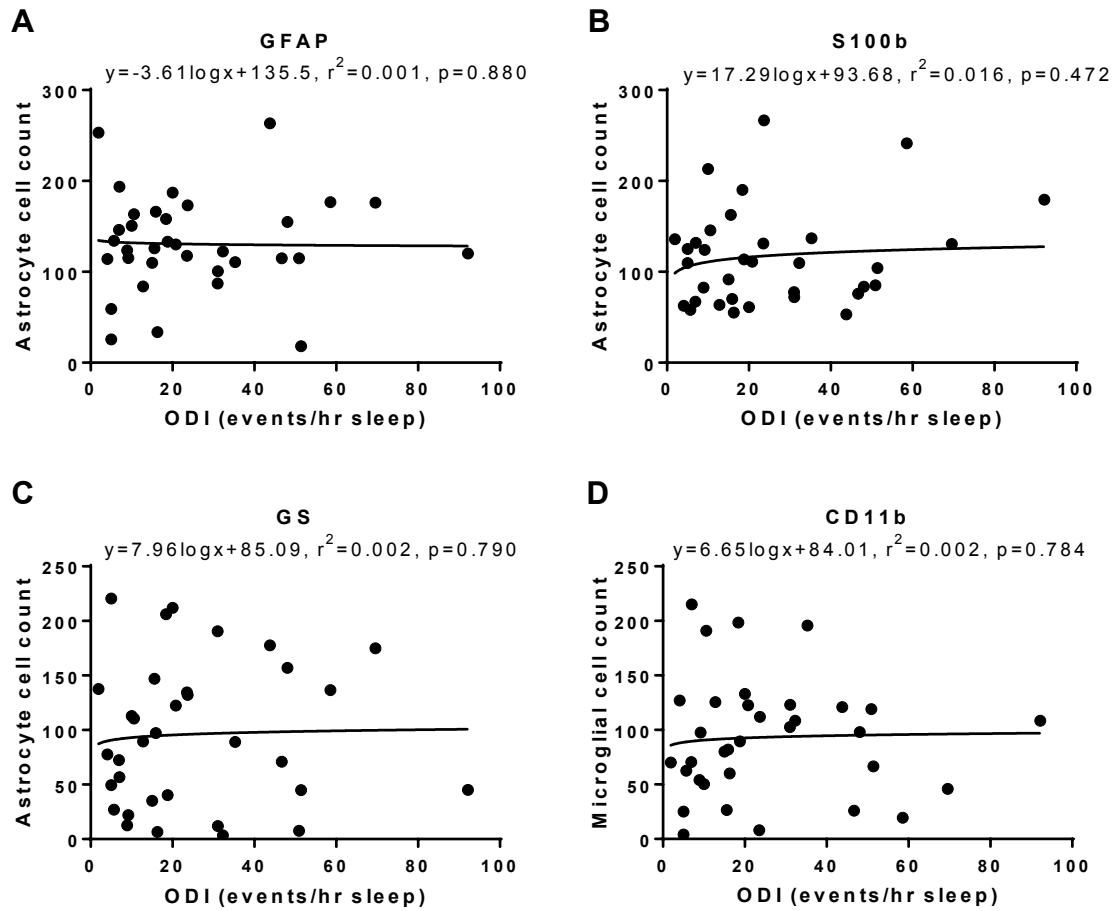 A
GFAP
y=-3.61logx+135.5, r²=0.001, p=0.880
Astrocyte cell count
300
200
100
0
0 20 40 60 80 100
ODI (events/hr sleep)
B
S100b
y=17.29logx+93.68, r²=0.016, p=0.472
Astrocyte cell count
300
200
100
0
0 20 40 60 80 100
ODI (events/hr sleep)
C
GS
y=7.96logx+85.09, r²=0.002, p=0.790
Astrocyte cell count
250
200
150
100
50
0
0 20 40 60 80 100
ODI (events/hr sleep)
D
CD11b
y=6.65logx+84.01, r²=0.002, p=0.784
Microglial cell count
250
200
150
100
50
0
0 20 40 60 80 100
ODI (events/hr sleep)